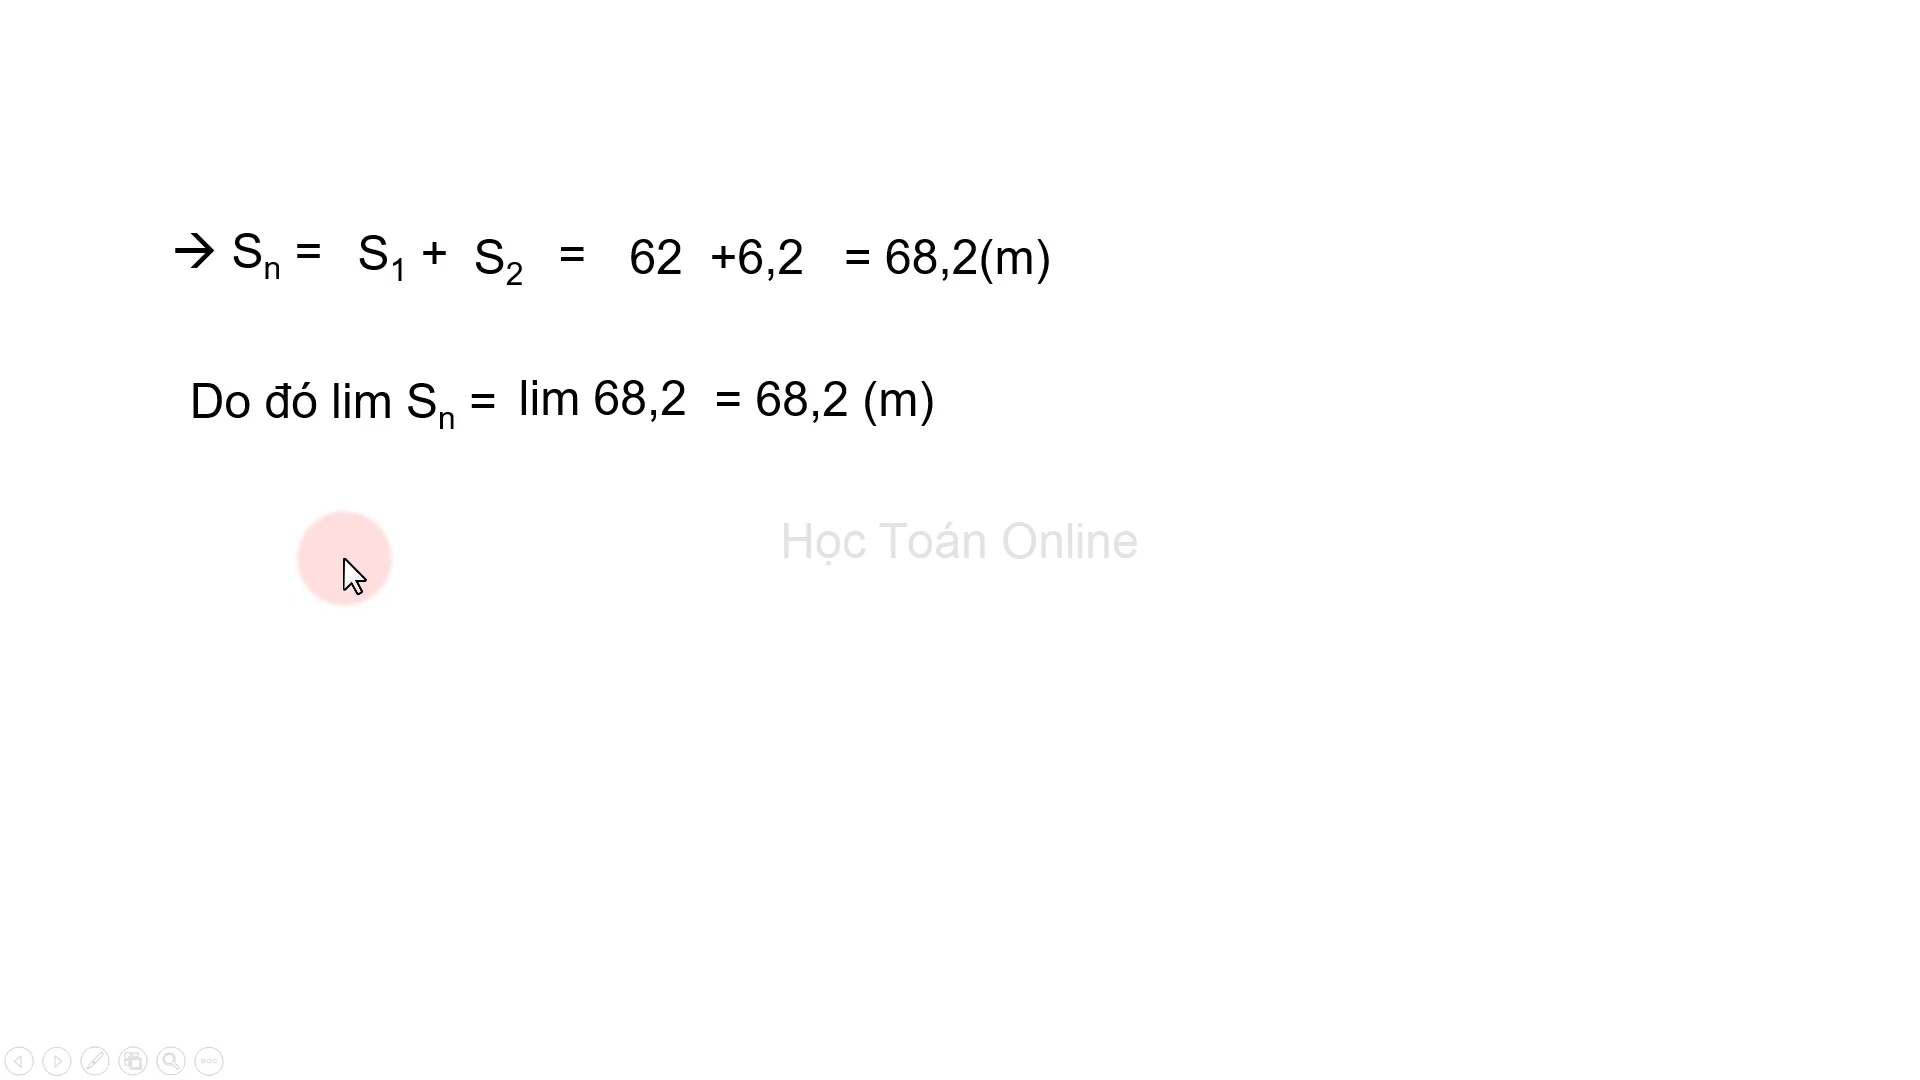 → Sn = S1 + S2 = 62 +6,2 = 68,2(m)
Do đó lim Sn = lim 68,2 = 68,2 (m)
Học Toán Online